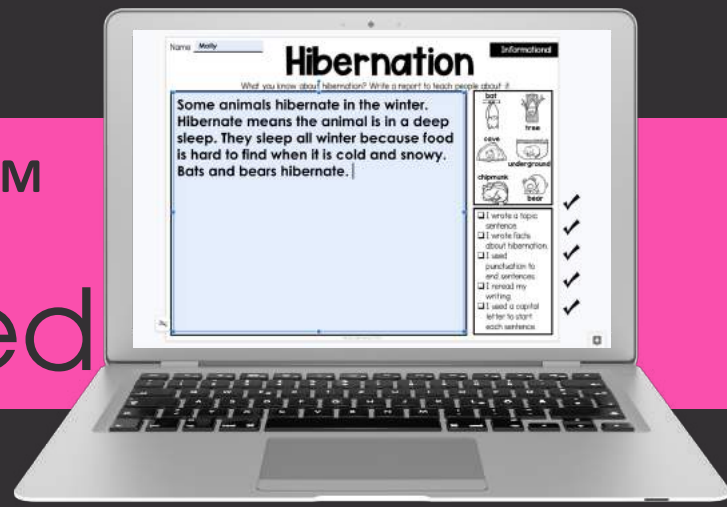 Name Molly
Hibernation
Informational
What you know about hibernation? Write a report to teach people about it.
Some animals hibernate in the winter.
Hibernate means the animal is in a deep
sleep. They sleep all winter because food
is hard to find when it is cold and snowy.
Bats and bears hibernate.
bat
tree
cave
underground
chipmunk
bear
I wrote a topic
sentence.
I wrote facts
about hibernation.
I used
punctuation to
end sentences.
I reread my
writing.
I used a capital
letter to start
each sentence.
M
ed